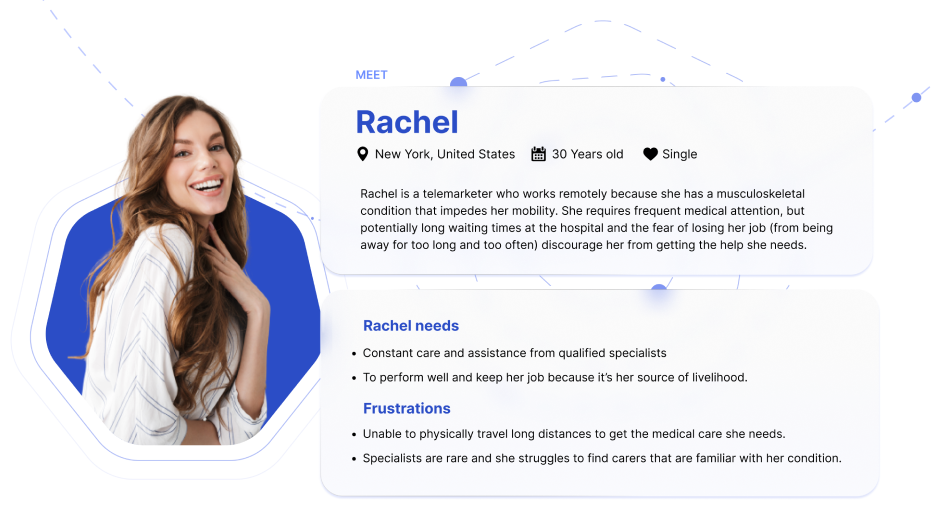 MEET
Rachel
New York, United States 30 Years old Single
Rachel is a telemarketer who works remotely because she has a musculoskeletal
condition that impedes her mobility. She requires frequent medical attention, but
potentially long waiting times at the hospital and the fear of losing her job (from being
away for too long and too often) discourage her from getting the help she needs.
Rachel needs
• Constant care and assistance from qualified specialists
• To perform well and keep her job because it’s her source of livelihood.
Frustrations
• Unable to physically travel long distances to get the medical care she needs.
• Specialists are rare and she struggles to find carers that are familiar with her condition.